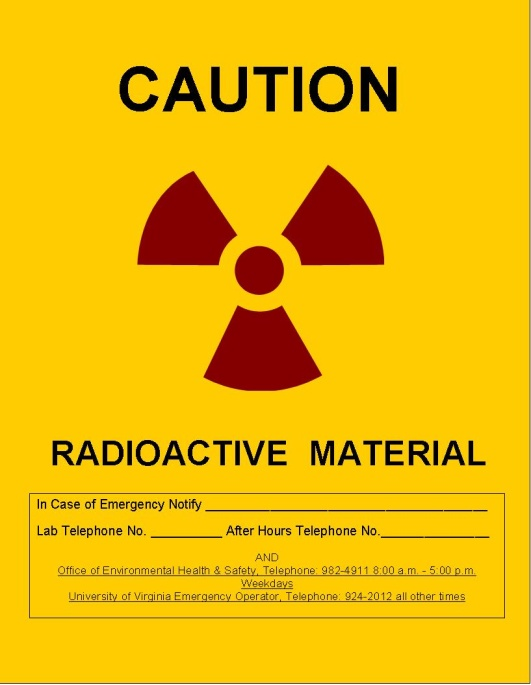 CAUTION
RADIOACTIVE MATERIAL
In Case of Emergency Notify ________________________________________
Lab Telephone No. __________ After Hours Telephone No._______________
AND
Office of Environmental Health & Safety, Telephone: 982-4911 8:00 a.m. - 5:00 p.m.
Weekdays
University of Virginia Emergency Operator, Telephone: 924-2012 all other times